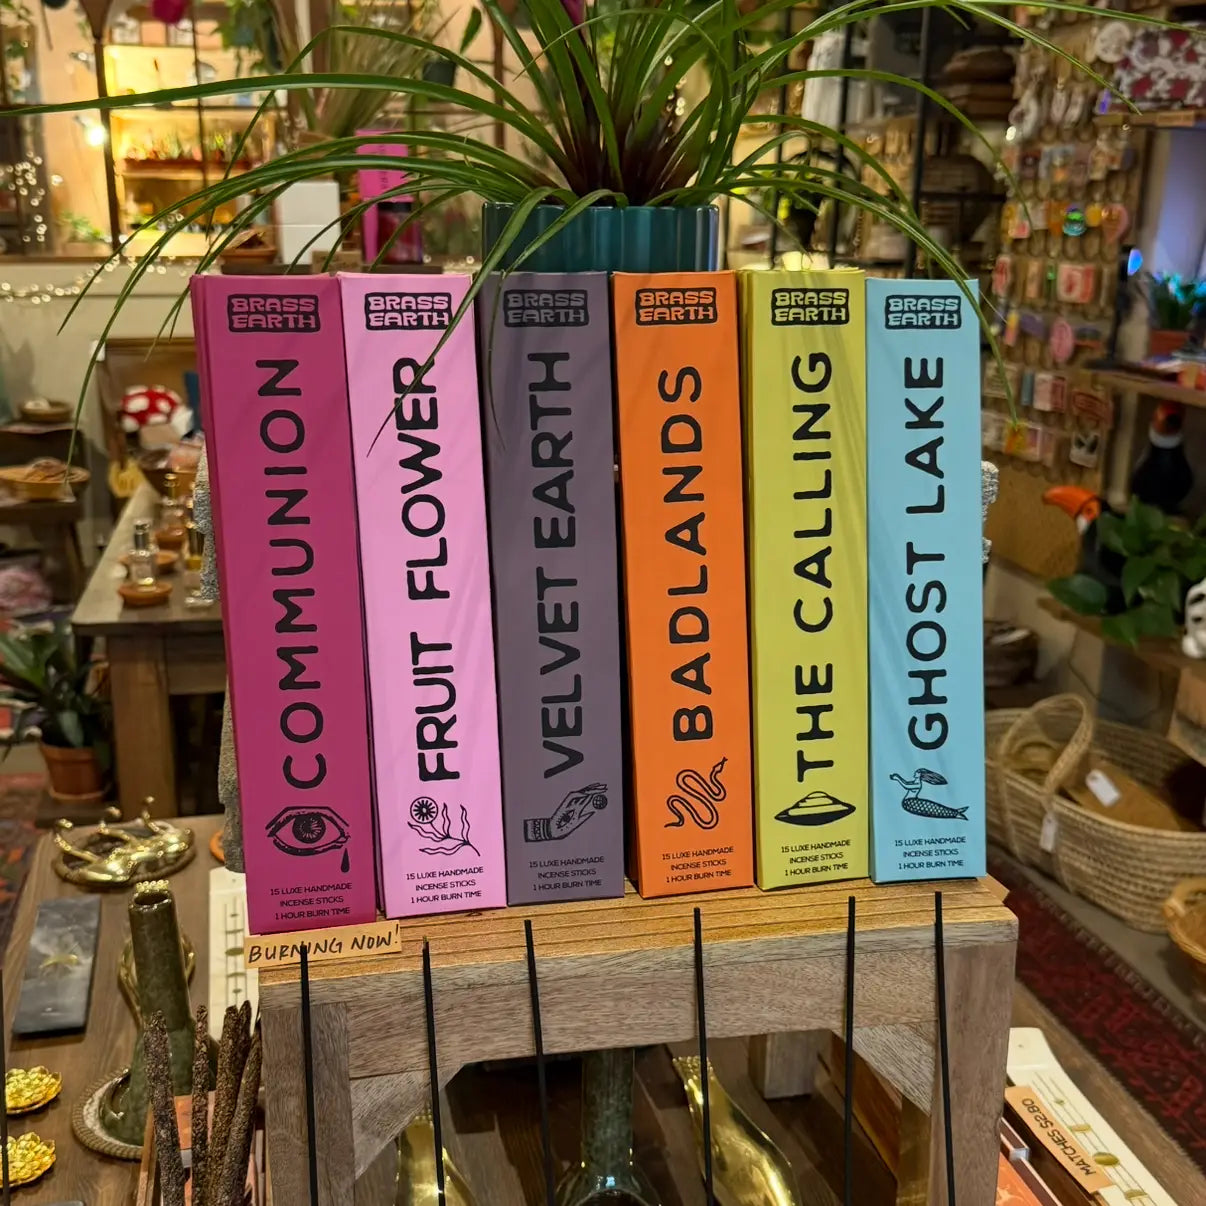 BRASS
EARTH
COMMUNION
15 LUXE HANDMADE
INCENSE STICKS
1 HOUR BURN TIME
BRASS
EARTH
FRUIT FLOWER
15 LUXE HANDMADE
INCENSE STICKS
1 HOUR BURN TIME
BRASS
EARTH
VELVET EARTH
15 LUXE HANDMADE
INCENSE STICKS
1 HOUR BURN TIME
BRASS
EARTH
BADLANDS
15 LUXE HANDMADE
INCENSE STICKS
1 HOUR BURN TIME
BRASS
EARTH
THE CALLING
15 LUXE HANDMADE
INCENSE STICKS
1 HOUR BURN TIME
BRASS
EARTH
GHOST LAKE
15 LUXE HANDMADE
INCENSE STICKS
1 HOUR BURN TIME
BURNING NOW!
MATCHES $2.80